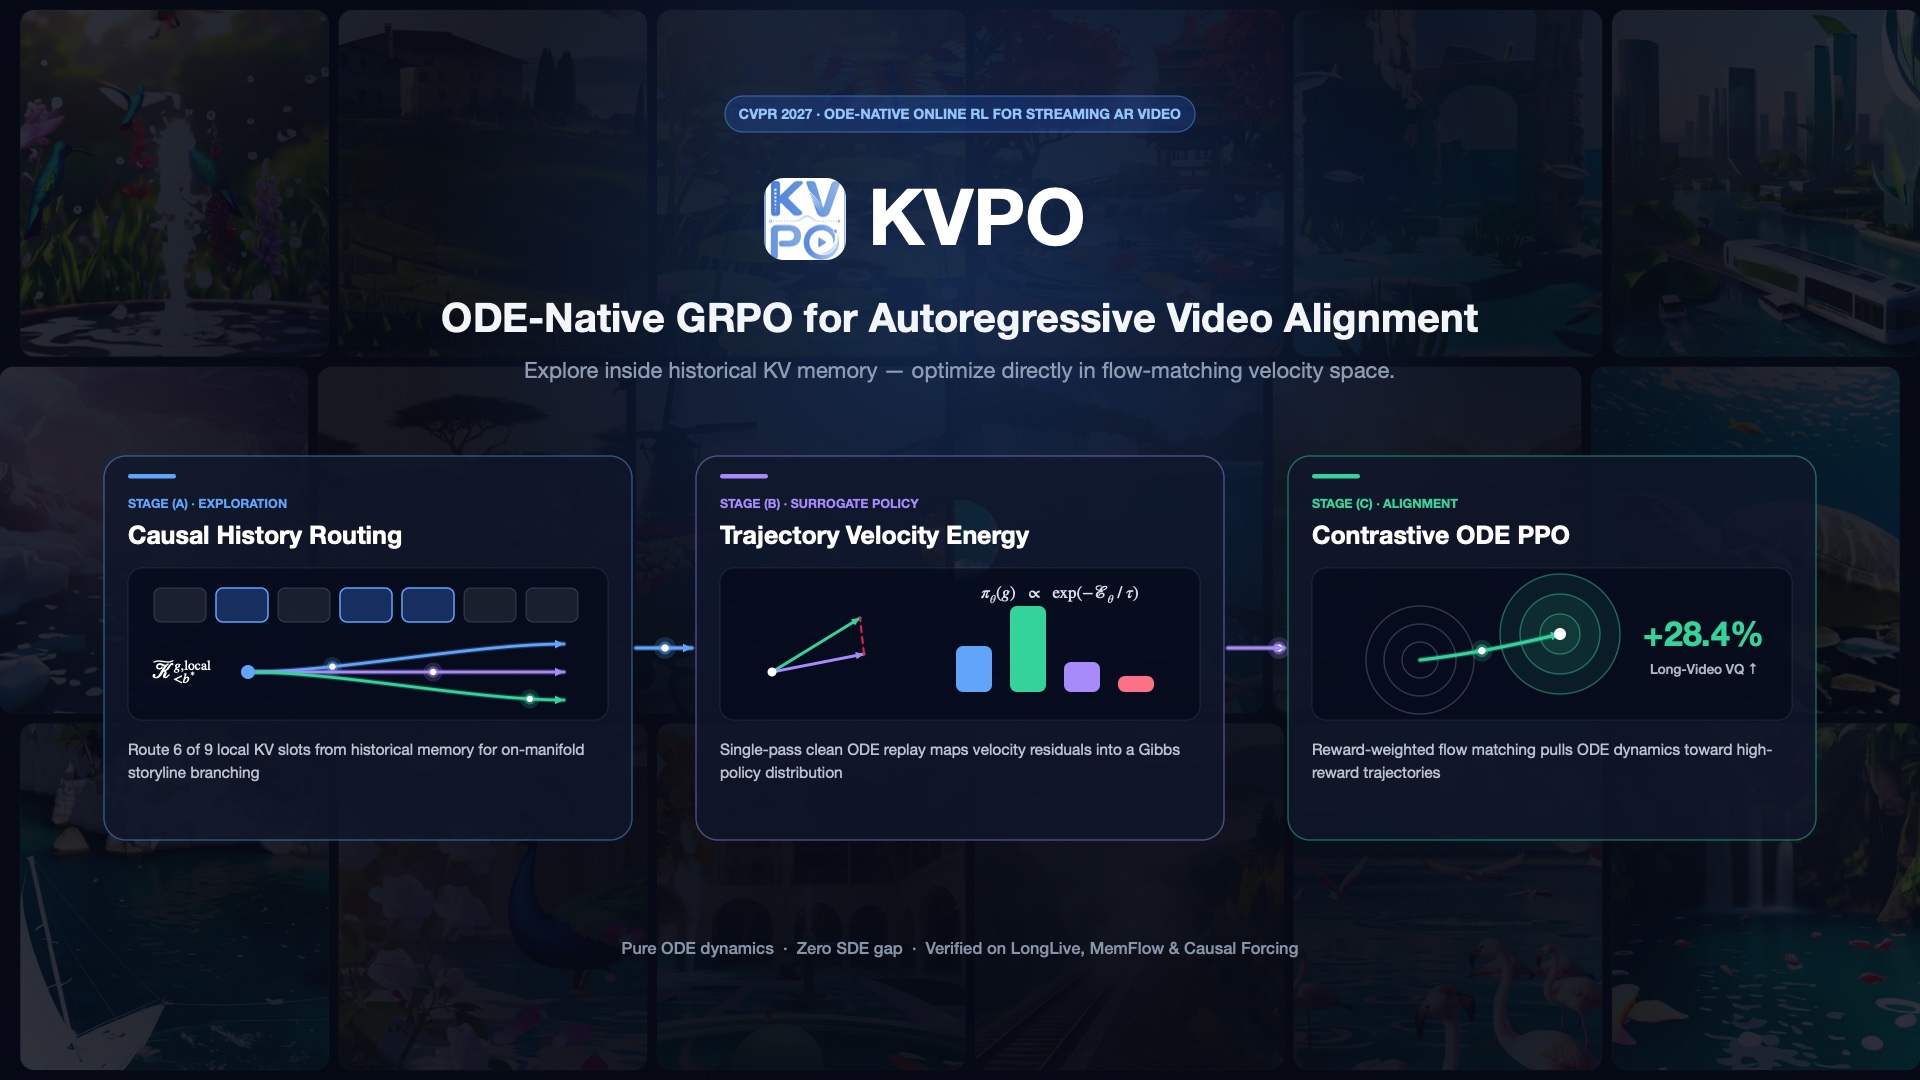 CVPR 2027 · ODE-NATIVE ONLINE RL FOR STREAMING AR VIDEO
KV
PO
KVPO
ODE-Native GRPO for Autoregressive Video Alignment
Explore inside historical KV memory — optimize directly in flow-matching velocity space.
STAGE (A) · EXPLORATION
Causal History Routing
𝒦^{g,local}_{<b*}
Route 6 of 9 local KV slots from historical memory for on-manifold
storyline branching
STAGE (B) · SURROGATE POLICY
Trajectory Velocity Energy
π_θ(g) ∝ exp(−ℰ_θ / τ)
Single-pass clean ODE replay maps velocity residuals into a Gibbs
policy distribution
STAGE (C) · ALIGNMENT
Contrastive ODE PPO
+28.4%
Long-Video VQ ↑
Reward-weighted flow matching pulls ODE dynamics toward high-
reward trajectories
Pure ODE dynamics · Zero SDE gap · Verified on LongLive, MemFlow & Causal Forcing